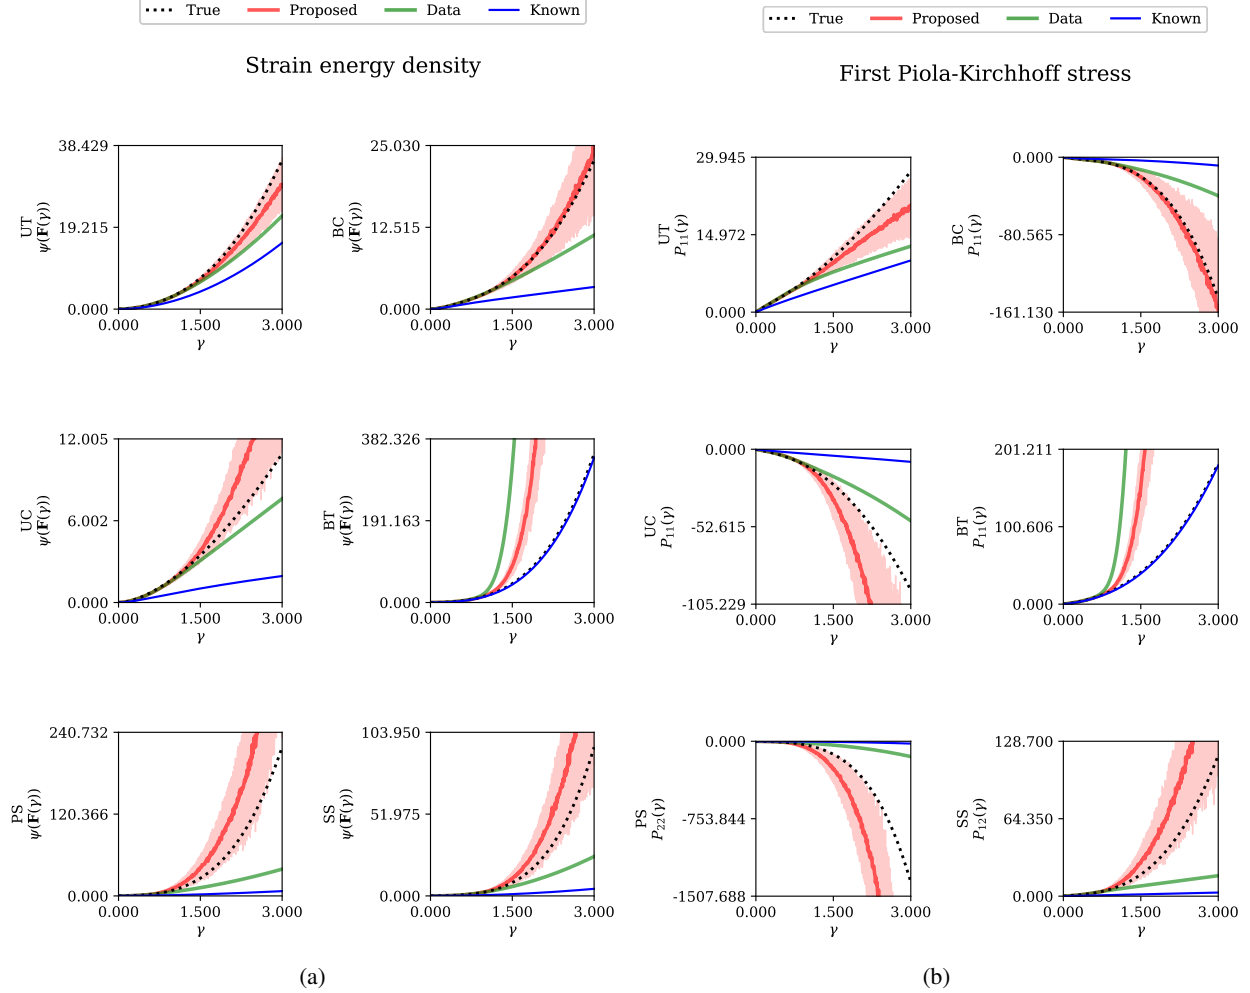 True Proposed Data Known
Strain energy density
38.429
19.215
0.000
UT
ψ(F(γ))
0.000 1.500 3.000
γ
25.030
12.515
0.000
BC
ψ(F(γ))
0.000 1.500 3.000
γ
12.005
6.002
0.000
UC
ψ(F(γ))
0.000 1.500 3.000
γ
382.326
191.163
0.000
BT
ψ(F(γ))
0.000 1.500 3.000
γ
240.732
120.366
0.000
PS
ψ(F(γ))
0.000 1.500 3.000
γ
103.950
51.975
0.000
SS
ψ(F(γ))
0.000 1.500 3.000
γ
(a)
True Proposed Data Known
First Piola-Kirchhoff stress
29.945
14.972
0.000
UT
P₁₁(γ)
0.000 1.500 3.000
γ
0.000
-80.565
-161.130
BC
P₁₁(γ)
0.000 1.500 3.000
γ
0.000
-52.615
-105.229
UC
P₁₁(γ)
0.000 1.500 3.000
γ
201.211
100.606
0.000
BT
P₁₁(γ)
0.000 1.500 3.000
γ
0.000
-753.844
-1507.688
PS
P₂₂(γ)
0.000 1.500 3.000
γ
128.700
64.350
0.000
SS
P₁₂(γ)
0.000 1.500 3.000
γ
(b)